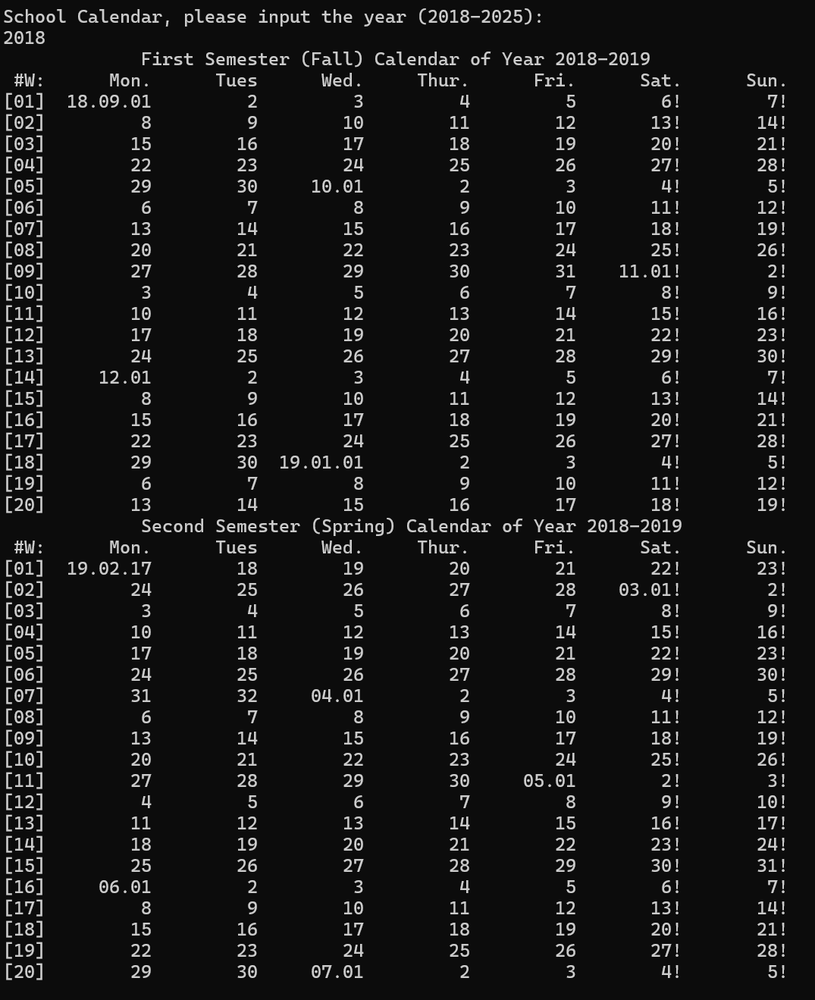 School Calendar, please input the year (2018-2025):
2018
First Semester (Fall) Calendar of Year 2018-2019
#W: Mon. Tues Wed. Thur. Fri. Sat. Sun.
[01] 18.09.01 2 3 4 5 6! 7!
[02] 8 9 10 11 12 13! 14!
[03] 15 16 17 18 19 20! 21!
[04] 22 23 24 25 26 27! 28!
[05] 29 30 10.01 2 3 4! 5!
[06] 6 7 8 9 10 11! 12!
[07] 13 14 15 16 17 18! 19!
[08] 20 21 22 23 24 25! 26!
[09] 27 28 29 30 31 11.01! 2!
[10] 3 4 5 6 7 8! 9!
[11] 10 11 12 13 14 15! 16!
[12] 17 18 19 20 21 22! 23!
[13] 24 25 26 27 28 29! 30!
[14] 12.01 2 3 4 5 6! 7!
[15] 8 9 10 11 12 13! 14!
[16] 15 16 17 18 19 20! 21!
[17] 22 23 24 25 26 27! 28!
[18] 29 30 19.01.01 2 3 4! 5!
[19] 6 7 8 9 10 11! 12!
[20] 13 14 15 16 17 18! 19!
Second Semester (Spring) Calendar of Year 2018-2019
#W: Mon. Tues Wed. Thur. Fri. Sat. Sun.
[01] 19.02.17 18 19 20 21 22! 23!
[02] 24 25 26 27 28 03.01! 2!
[03] 3 4 5 6 7 8! 9!
[04] 10 11 12 13 14 15! 16!
[05] 17 18 19 20 21 22! 23!
[06] 24 25 26 27 28 29! 30!
[07] 31 32 04.01 2 3 4! 5!
[08] 6 7 8 9 10 11! 12!
[09] 13 14 15 16 17 18! 19!
[10] 20 21 22 23 24 25! 26!
[11] 27 28 29 30 05.01 2! 3!
[12] 4 5 6 7 8 9! 10!
[13] 11 12 13 14 15 16! 17!
[14] 18 19 20 21 22 23! 24!
[15] 25 26 27 28 29 30! 31!
[16] 06.01 2 3 4 5 6! 7!
[17] 8 9 10 11 12 13! 14!
[18] 15 16 17 18 19 20! 21!
[19] 22 23 24 25 26 27! 28!
[20] 29 30 07.01 2 3 4! 5!